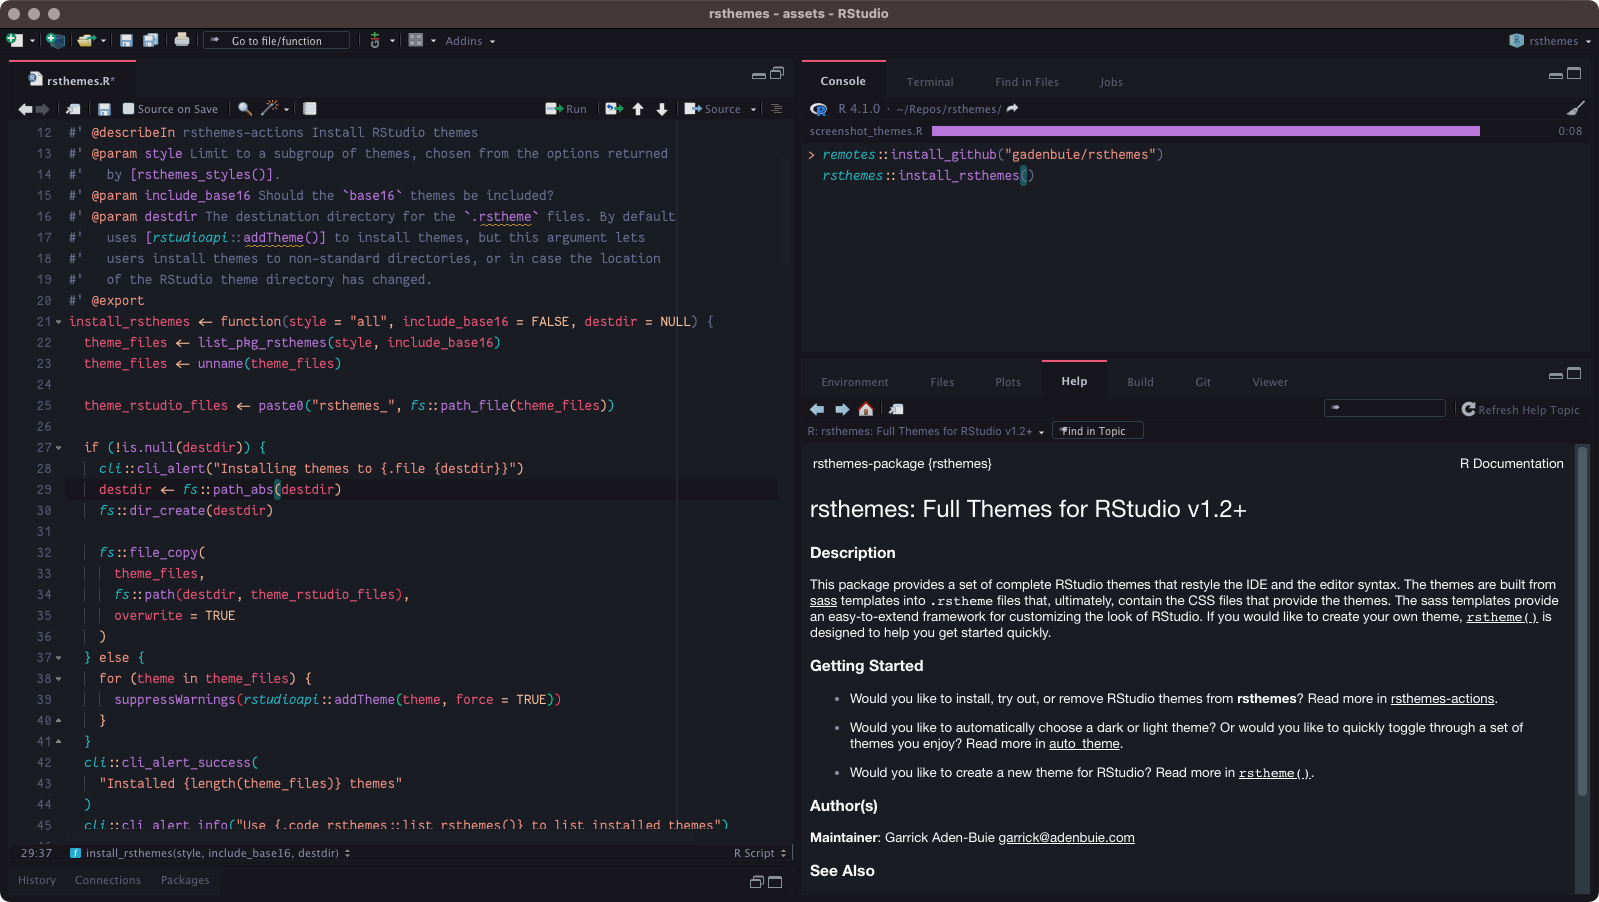 rsthemes - assets - RStudio
Go to file/function
Addins
rsthemes
rsthemes.R*
Source on Save
Run
Source
12 #' @describeIn rsthemes-actions Install RStudio themes
13 #' @param style Limit to a subgroup of themes, chosen from the options returned
14 #'   by [rsthemes_styles()].
15 #' @param include_base16 Should the `base16` themes be included?
16 #' @param destdir The destination directory for the `.rstheme` files. By default
17 #'   uses [rstudioapi::addTheme()] to install themes, but this argument lets
18 #'   users install themes to non-standard directories, or in case the location
19 #'   of the RStudio theme directory has changed.
20 #' @export
21 install_rsthemes <- function(style = "all", include_base16 = FALSE, destdir = NULL) {
22   theme_files <- list_pkg_rsthemes(style, include_base16)
23   theme_files <- unname(theme_files)
24
25   theme_rstudio_files <- paste0("rsthemes_", fs::path_file(theme_files))
26
27   if (!is.null(destdir)) {
28     cli::cli_alert("Installing themes to {.file {destdir}}")
29     destdir <- fs::path_abs(destdir)
30     fs::dir_create(destdir)
31
32     fs::file_copy(
33       theme_files,
34       fs::path(destdir, theme_rstudio_files),
35       overwrite = TRUE
36     )
37   } else {
38     for (theme in theme_files) {
39       suppressWarnings(rstudioapi::addTheme(theme, force = TRUE))
40     }
41   }
42   cli::cli_alert_success(
43     "Installed {length(theme_files)} themes"
44   )
45   cli::cli_alert_info("Use {.code rsthemes::list_rsthemes()} to list installed themes")
29:37 install_rsthemes(style, include_base16, destdir) R Script
History Connections Packages
Console Terminal Find in Files Jobs
R 4.1.0 · ~/Repos/rsthemes/
screenshot_themes.R 0:08
> remotes::install_github("gadenbuie/rsthemes")
rsthemes::install_rsthemes()
Environment Files Plots Help Build Git Viewer
Refresh Help Topic
R: rsthemes: Full Themes for RStudio v1.2+ Find in Topic
rsthemes-package {rsthemes} R Documentation
rsthemes: Full Themes for RStudio v1.2+
Description
This package provides a set of complete RStudio themes that restyle the IDE and the editor syntax. The themes are built from
sass templates into .rstheme files that, ultimately, contain the CSS files that provide the themes. The sass templates provide
an easy-to-extend framework for customizing the look of RStudio. If you would like to create your own theme, rstheme() is
designed to help you get started quickly.
Getting Started
• Would you like to install, try out, or remove RStudio themes from rsthemes? Read more in rsthemes-actions.
• Would you like to automatically choose a dark or light theme? Or would you like to quickly toggle through a set of
themes you enjoy? Read more in auto_theme.
• Would you like to create a new theme for RStudio? Read more in rstheme().
Author(s)
Maintainer: Garrick Aden-Buie garrick@adenbuie.com
See Also